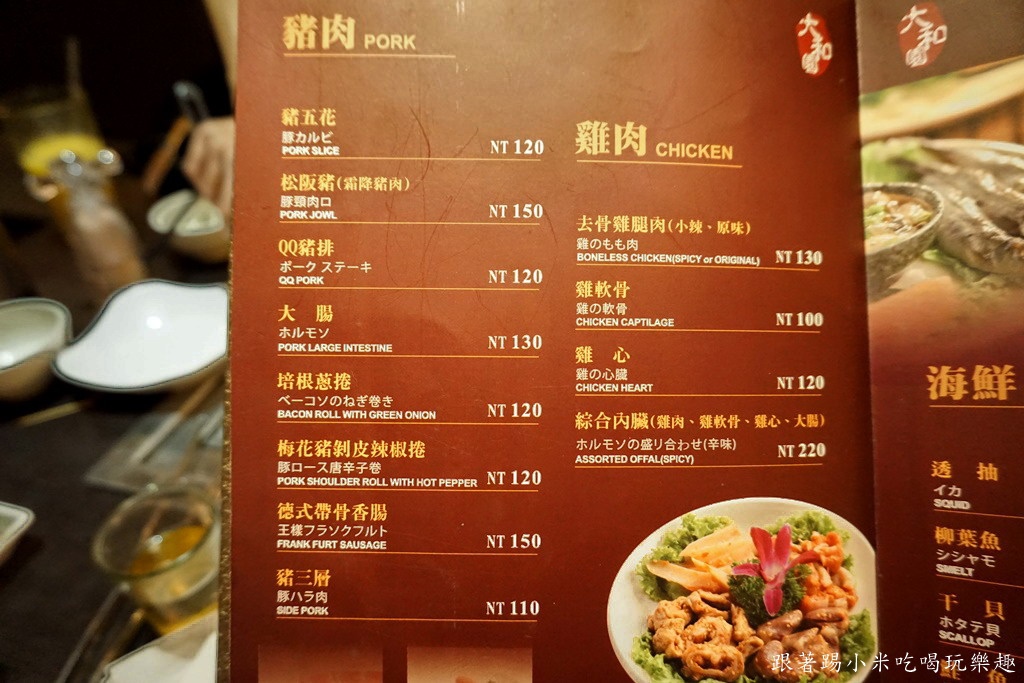 豬肉 PORK
豬五花
豚カルビ
PORK SLICE NT 120
松阪豬(霜降豬肉)
豚頸肉口
PORK JOWL NT 150
QQ豬排
ポーク ステーキ
QQ PORK NT 120
大 腸
ホルモソ
PORK LARGE INTESTINE NT 130
培根蔥捲
ベーコソのねぎ巻き
BACON ROLL WITH GREEN ONION NT 120
梅花豬剝皮辣椒捲
豚ロース唐辛子卷
PORK SHOULDER ROLL WITH HOT PEPPER NT 120
德式帶骨香腸
王樣フラソクフルト
FRANK FURT SAUSAGE NT 150
豬三層
豚ハラ肉
SIDE PORK NT 110
大和園
雞肉 CHICKEN
去骨雞腿肉(小辣、原味)
雞のもも肉
BONELESS CHICKEN(SPICY or ORIGINAL) NT 130
雞軟骨
雞の軟骨
CHICKEN CAPTILAGE NT 100
雞 心
雞の心臓
CHICKEN HEART NT 120
綜合內臟(雞肉、雞軟骨、雞心、大腸)
ホルモソの盛り合わせ(辛味)
ASSORTED OFFAL(SPICY) NT 220
大和園
海鮮
透 抽
イカ
SQUID
柳葉魚
シシャモ
SMELT
干 貝
ホタテ貝
SCALLOP
跟著踢小米吃喝玩樂趣